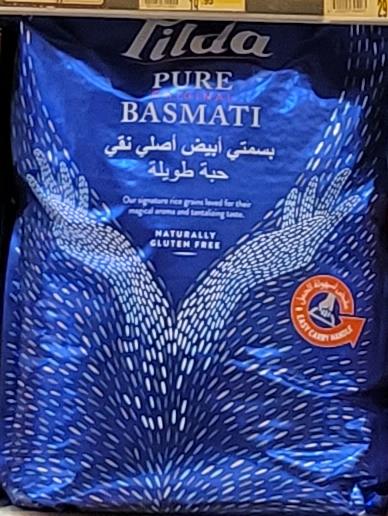 Tilda
PURE
ORIGINAL
BASMATI
بسمتي أبيض أصلي نقي
حبة طويلة
Our signature rice grains loved for their
magical aroma and tantalizing taste.
NATURALLY
GLUTEN FREE
EASY CARRY HANDLE